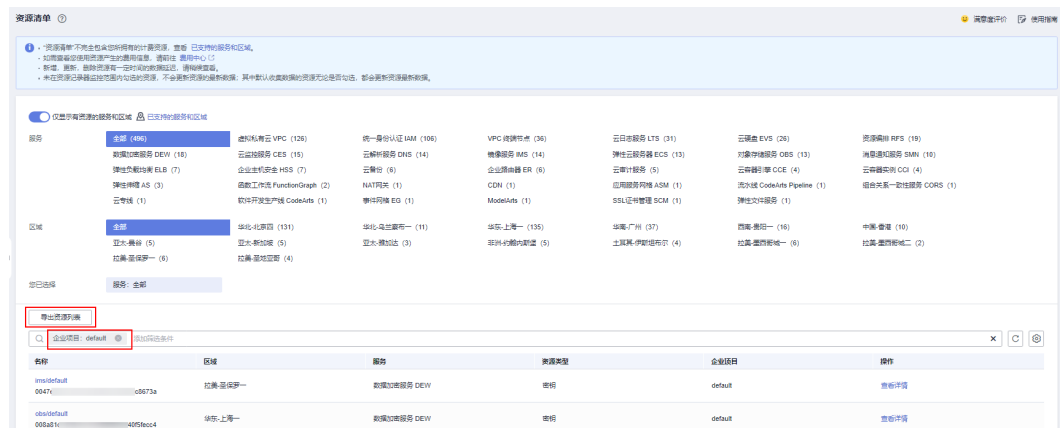 资源清单
满意度评价 使用指南
"资源清单"不完全包含您所拥有的计费资源，查看 已支持的服务和区域。
如需查看您使用资源产生的费用信息，请前往 费用中心
新增、更新、删除资源有一定时间的数据延迟，请稍候查看。
未在资源记录器监控范围内勾选的资源，不会更新资源的最新数据；其中默认收集数据的资源无论是否勾选，都会更新资源最新数据。
仅显示有资源的服务和区域 已支持的服务和区域
服务 全部 (496) 虚拟私有云 VPC (126) 统一身份认证 IAM (106) VPC 终端节点 (36) 云日志服务 LTS (31) 云硬盘 EVS (26) 资源编排 RFS (19)
数据加密服务 DEW (18) 云监控服务 CES (15) 云解析服务 DNS (14) 镜像服务 IMS (14) 弹性云服务器 ECS (13) 对象存储服务 OBS (13) 消息通知服务 SMN (10)
弹性负载均衡 ELB (7) 企业主机安全 HSS (7) 云备份 (6) 企业路由器 ER (6) 云审计服务 (5) 云容器引擎 CCE (4) 云容器实例 CCI (4)
弹性伸缩 AS (3) 函数工作流 FunctionGraph (2) NAT网关 (1) CDN (1) 应用服务网格 ASM (1) 流水线 CodeArts Pipeline (1) 组合关系一致性服务 CORS (1)
云专线 (1) 软件开发生产线 CodeArts (1) 事件网格 EG (1) ModelArts (1) SSL证书管理 SCM (1) 弹性文件服务 (1)
区域 全部 华北-北京四 (131) 华北-乌兰察布一 (11) 华东-上海一 (135) 华南-广州 (37) 西南-贵阳一 (16) 中国-香港 (10)
亚太-曼谷 (5) 亚太-新加坡 (5) 亚太-雅加达 (3) 非洲-约翰内斯堡 (5) 土耳其-伊斯坦布尔 (4) 拉美-墨西哥城一 (6) 拉美-墨西哥城二 (2)
拉美-圣保罗一 (6) 拉美-圣地亚哥 (4)
您已选择 服务: 全部
导出资源列表
企业项目: default 添加筛选条件
名称 区域 服务 资源类型 企业项目 操作
ims/default
0047 c8673a 拉美-圣保罗一 数据加密服务 DEW 密钥 default 查看详情
obs/default
008a81 40f5fecc4 华东-上海一 数据加密服务 DEW 密钥 default 查看详情